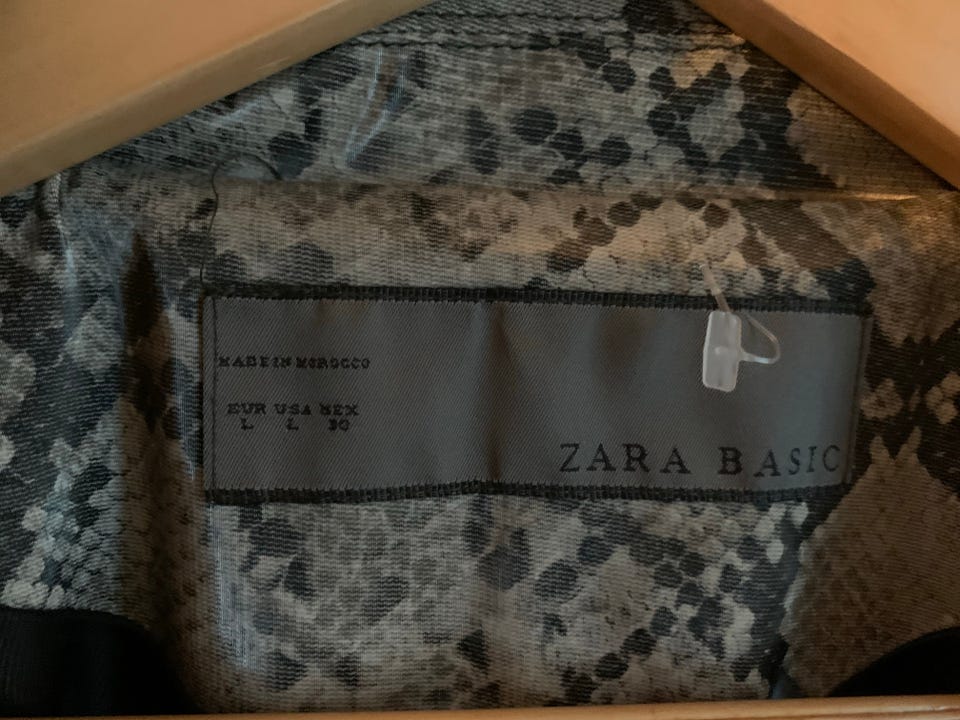 MADE IN MOROCCO
EUR USA MEX
L L 30
ZARA BASIC